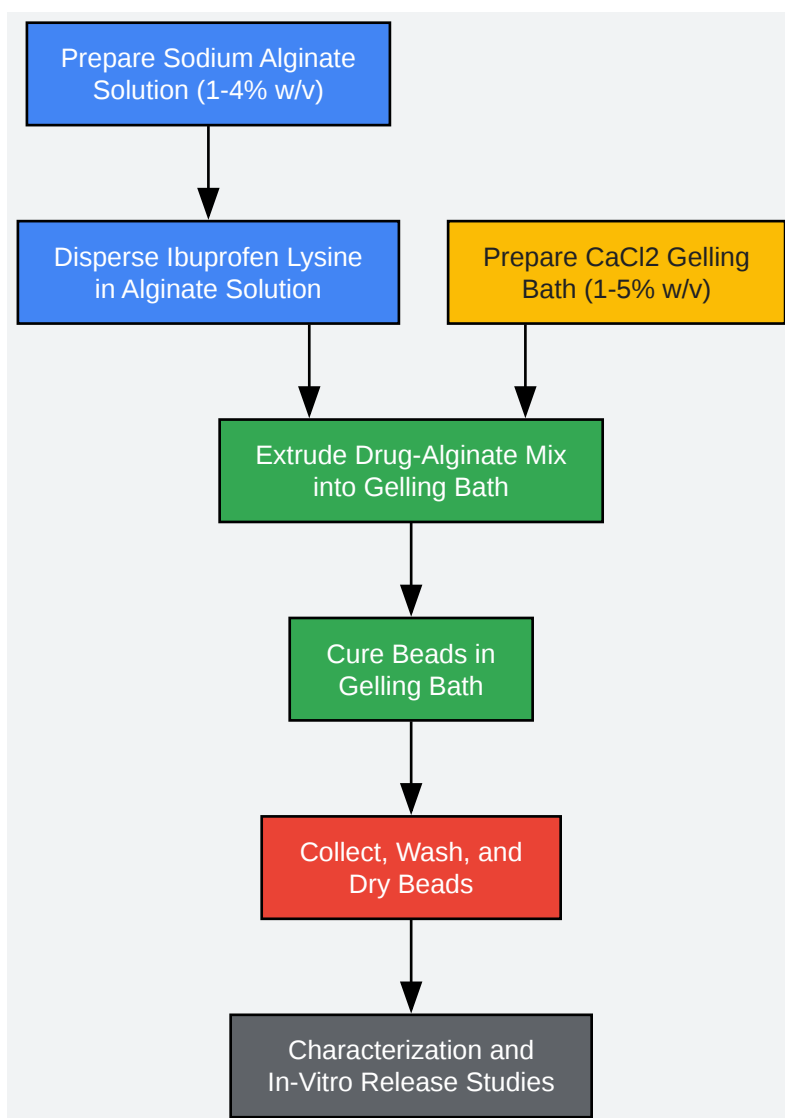 Prepare Sodium Alginate
Solution (1-4% w/v)
Disperse Ibuprofen Lysine
in Alginate Solution
Prepare CaCl2 Gelling
Bath (1-5% w/v)
Extrude Drug-Alginate Mix
into Gelling Bath
Cure Beads in
Gelling Bath
Collect, Wash, and
Dry Beads
Characterization and
In-Vitro Release Studies